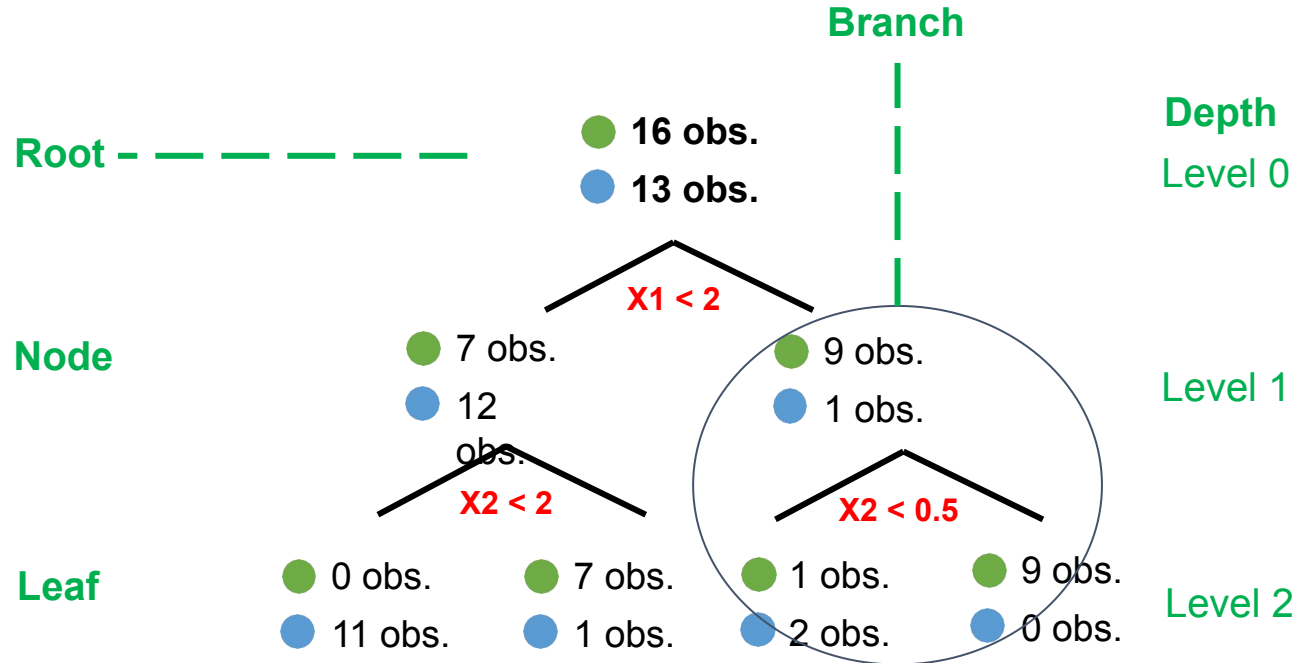 Branch
Depth
Root
16 obs.
Level 0
13 obs.
X1 < 2
Node
7 obs.
9 obs.
Level 1
12
obs.
1 obs.
X2 < 2
X2 < 0.5
Leaf
0 obs.
7 obs.
1 obs.
9 obs.
Level 2
11 obs.
1 obs.
2 obs.
0 obs.